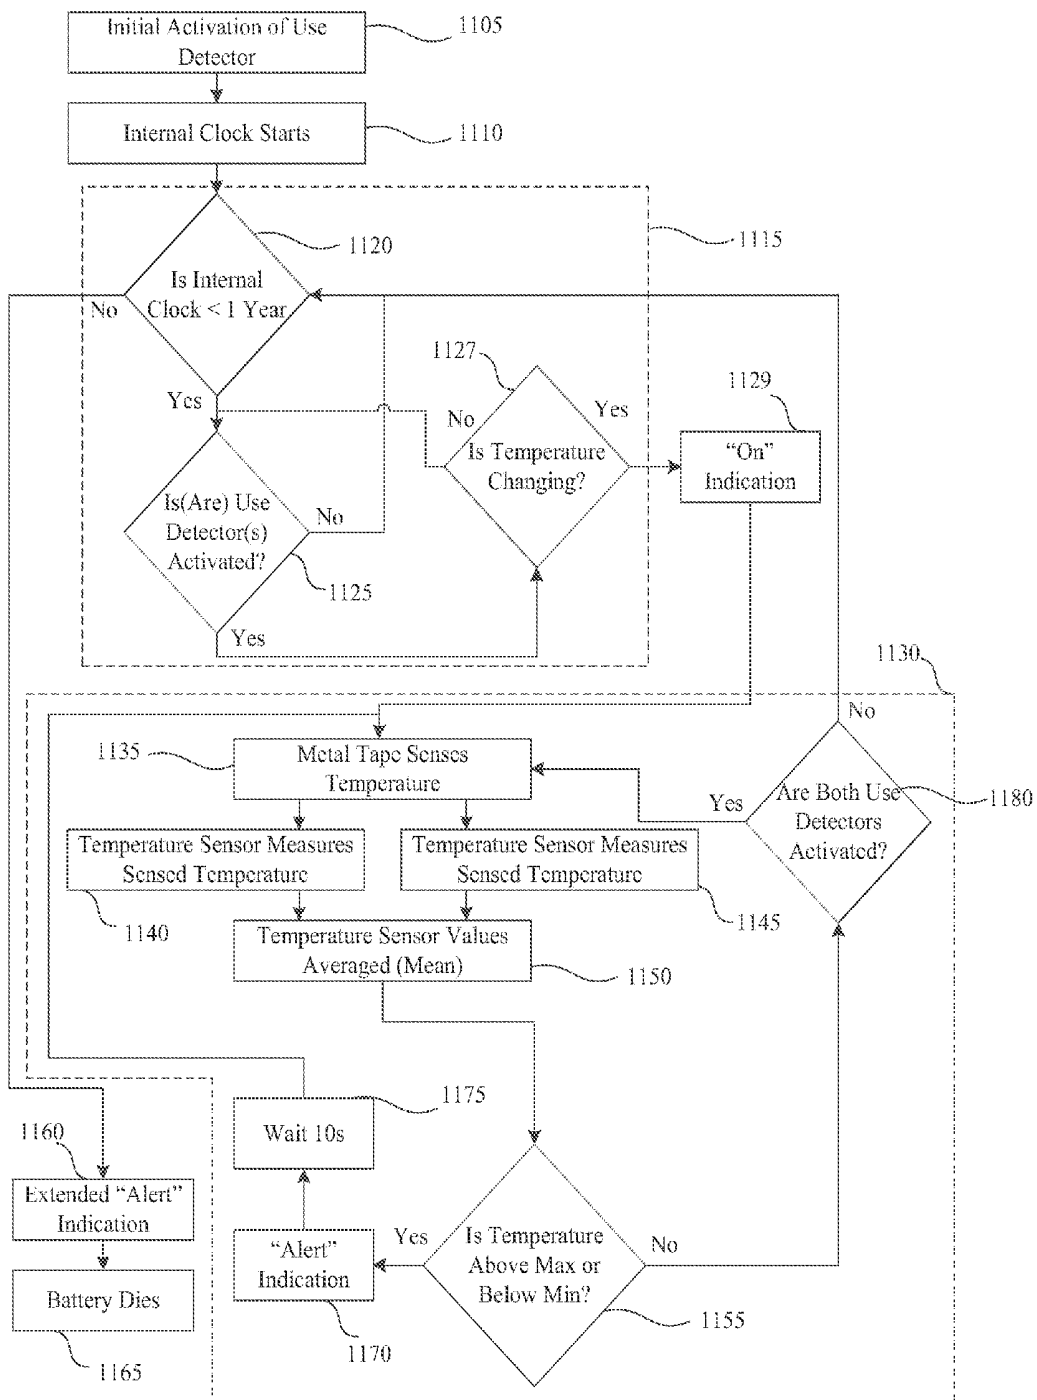 Initial Activation of Use
Detector
1105
Internal Clock Starts
1110
1115
1120
Is Internal
Clock < 1 Year
No
Yes
1127
No
Yes
Is Temperature
Changing?
1129
“On”
Indication
Is(Are) Use
Detector(s)
Activated?
No
1125
Yes
1130
No
1135
Metal Tape Senses
Temperature
Yes
Are Both Use
Detectors
Activated?
1180
Temperature Sensor Measures
Sensed Temperature
Temperature Sensor Measures
Sensed Temperature
1140
1145
Temperature Sensor Values
Averaged (Mean)
1150
1175
Wait 10s
1160
Extended “Alert”
Indication
“Alert”
Indication
Yes
Is Temperature
Above Max or
Below Min?
No
Battery Dies
1155
1170
1165